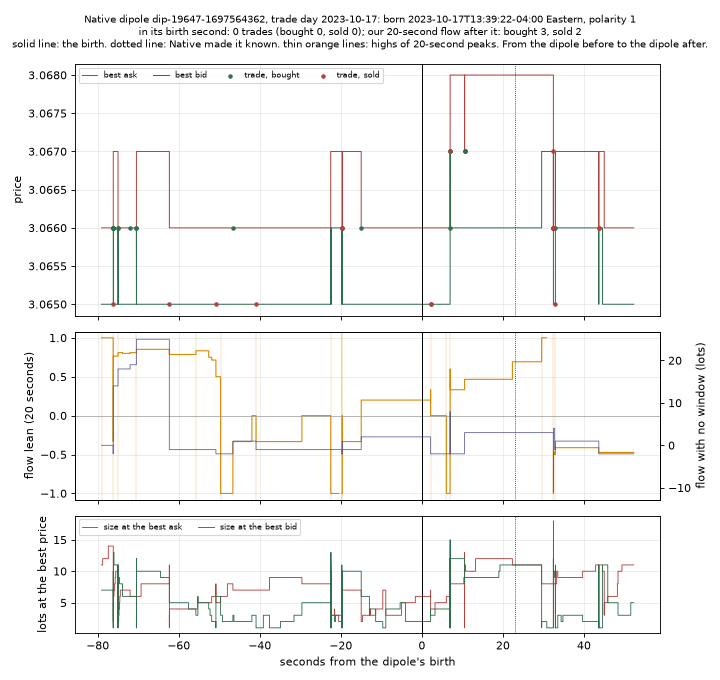 Native dipole dip-19647-1697564362, trade day 2023-10-17: born 2023-10-17T13:39:22-04:00 Eastern, polarity 1
in its birth second: 0 trades (bought 0, sold 0); our 20-second flow after it: bought 3, sold 2
solid line: the birth. dotted line: Native made it known. thin orange lines: highs of 20-second peaks. From the dipole before to the dipole after.
best ask best bid trade, bought trade, sold
3.0680
3.0675
3.0670
3.0665
3.0660
3.0655
3.0650
price
1.0
0.5
0.0
−0.5
−1.0
flow lean (20 seconds)
20
10
0
−10
flow with no window (lots)
size at the best ask size at the best bid
15
10
5
lots at the best price
−80 −60 −40 −20 0 20 40
seconds from the dipole's birth